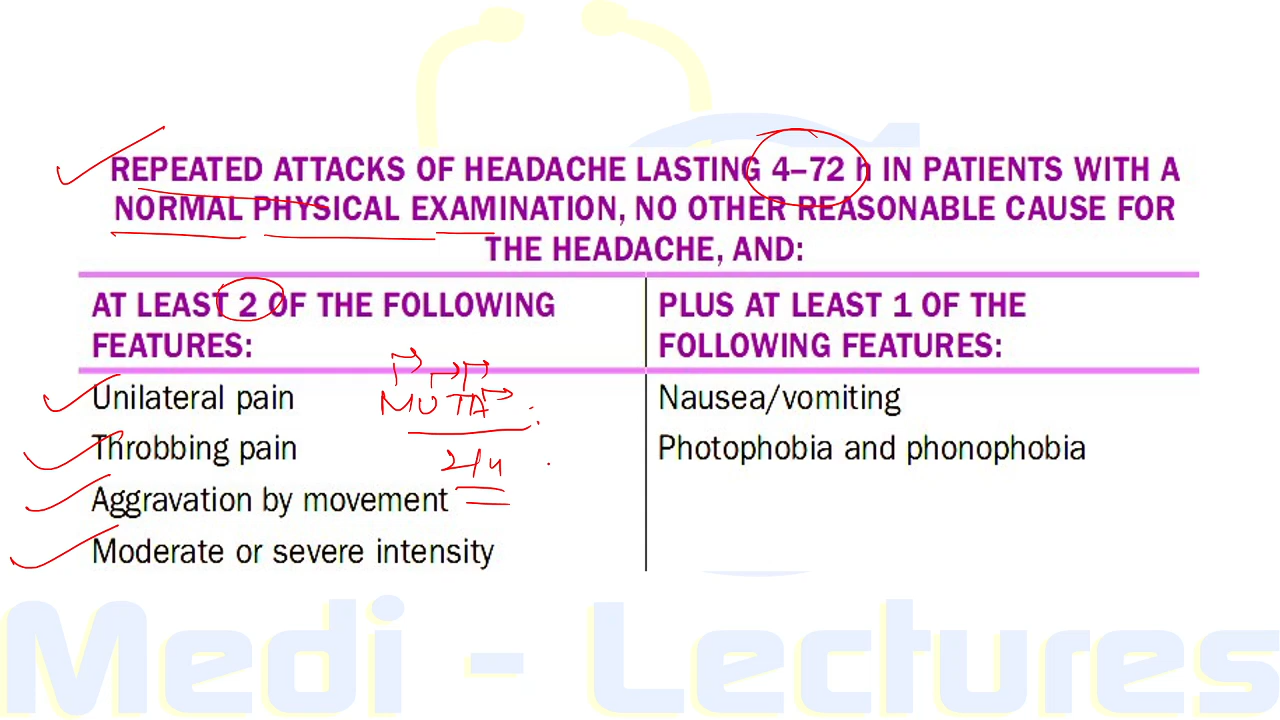 REPEATED ATTACKS OF HEADACHE LASTING 4–72 h IN PATIENTS WITH A
NORMAL PHYSICAL EXAMINATION, NO OTHER REASONABLE CAUSE FOR
THE HEADACHE, AND:
AT LEAST 2 OF THE FOLLOWING
FEATURES:
PLUS AT LEAST 1 OF THE
FOLLOWING FEATURES:
Unilateral pain
Throbbing pain
Aggravation by movement
Moderate or severe intensity
MUTA
2/4
Nausea/vomiting
Photophobia and phonophobia
Medi - Lectures